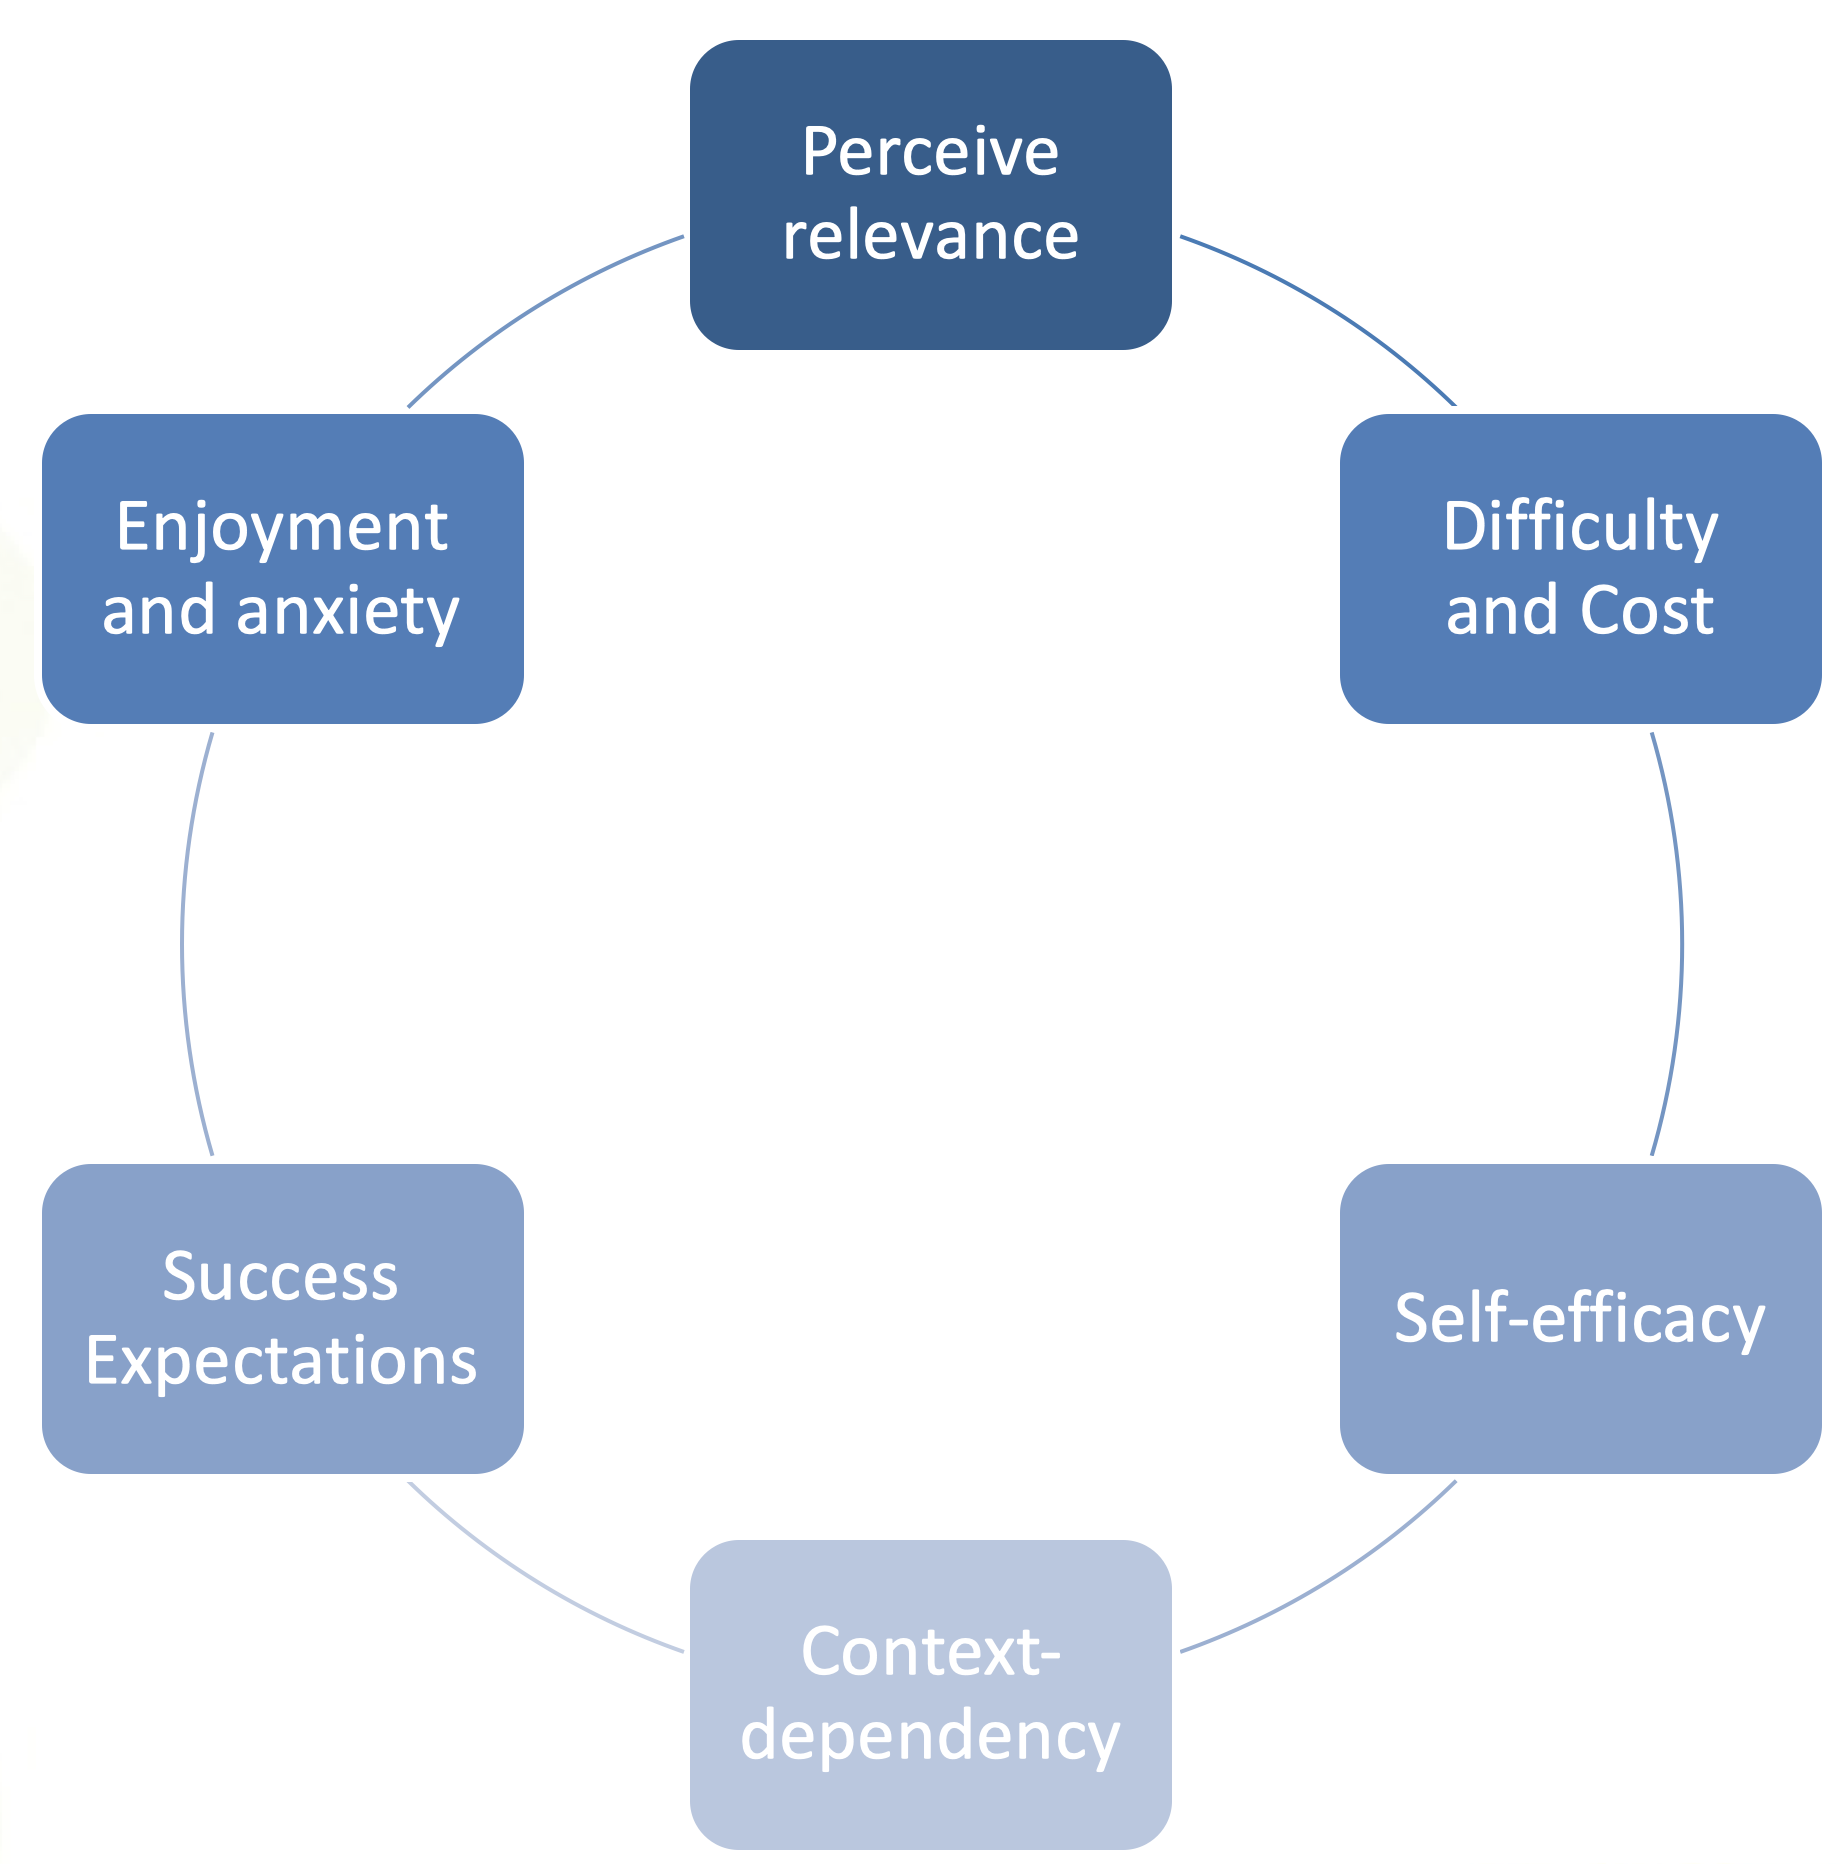 Perceive
relevance
Difficulty
and Cost
Self-efficacy
Context-
dependency
Success
Expectations
Enjoyment
and anxiety